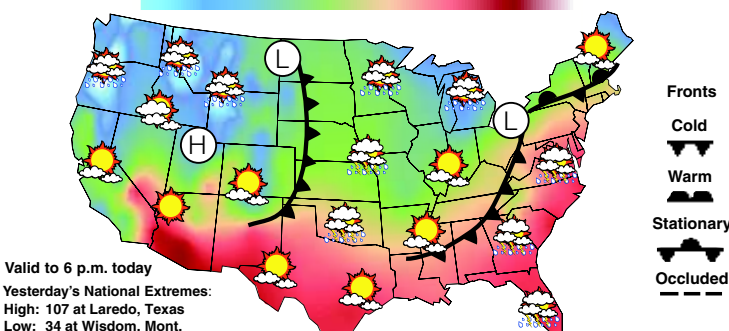 L
H
L
Fronts
Cold
Warm
Stationary
Occluded
Valid to 6 p.m. today
Yesterday's National Extremes:
High: 107 at Laredo, Texas
Low: 34 at Wisdom, Mont.